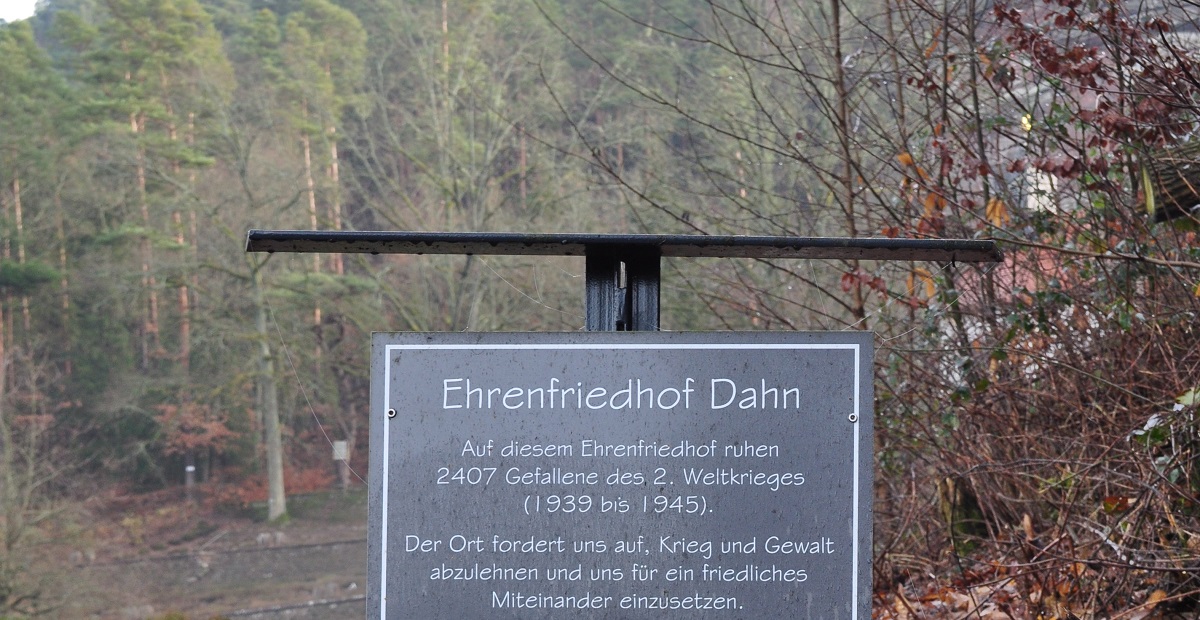 Ehrenfriedhof Dahn
Auf diesem Ehrenfriedhof ruhen
2407 Gefallene des 2. Weltkrieges
(1939 bis 1945).
Der Ort fordert uns auf, Krieg und Gewalt
abzulehnen und uns für ein friedliches
Miteinander einzusetzen.